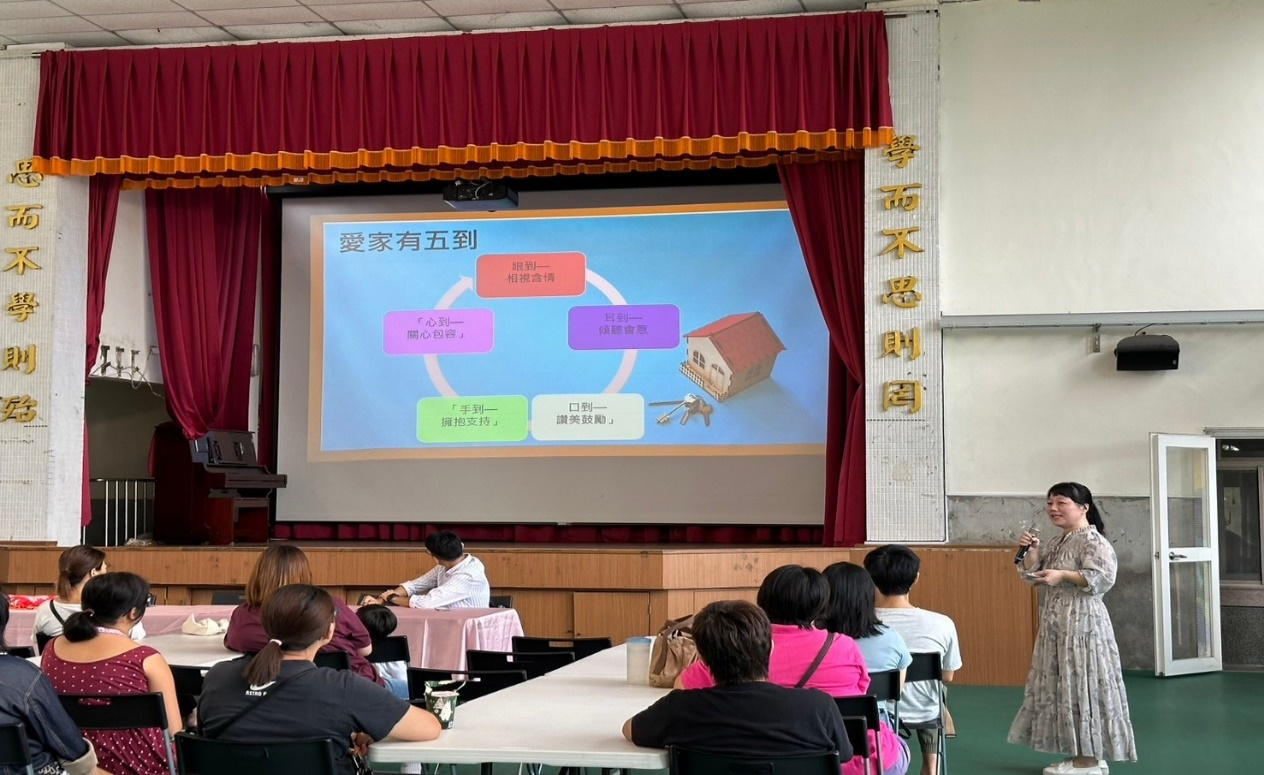 學而不思則罔
思而不學則殆
愛家有五到
眼到—
相視含情
耳到—
傾聽會意
口到—
讚美鼓勵」
「手到—
擁抱支持」
「心到—
關心包容」